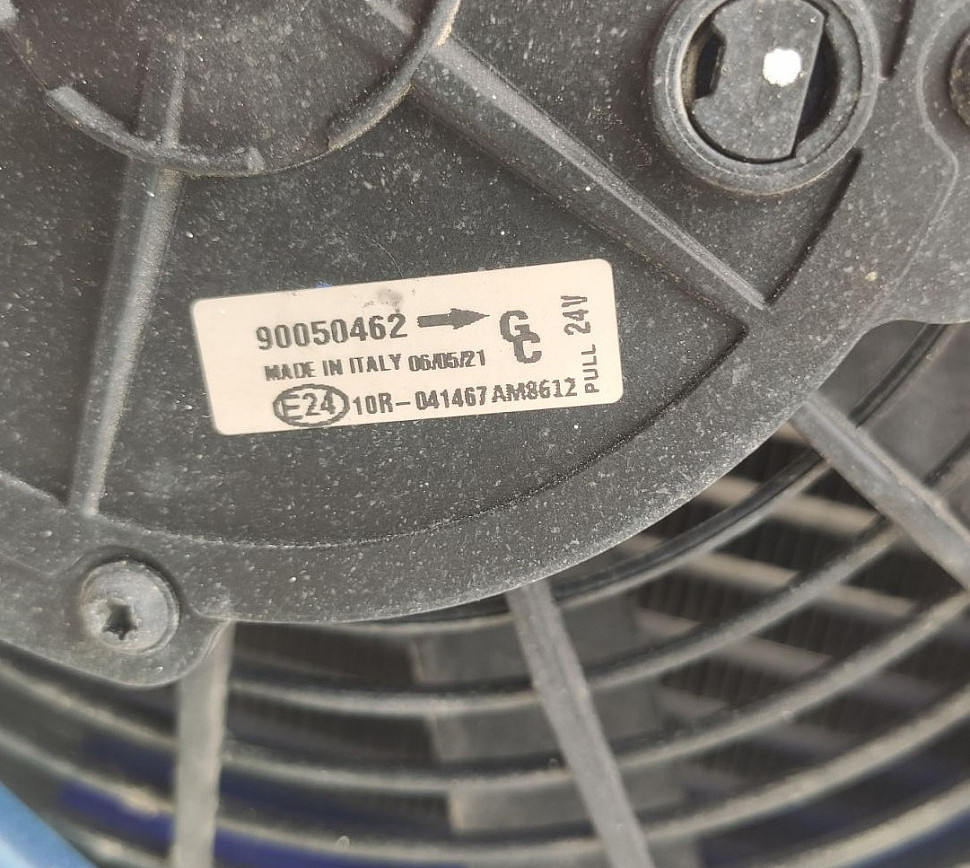 90050462
MADE IN ITALY 06/05/21
E24 10R-041467 AM8612
GC
PULL 24V